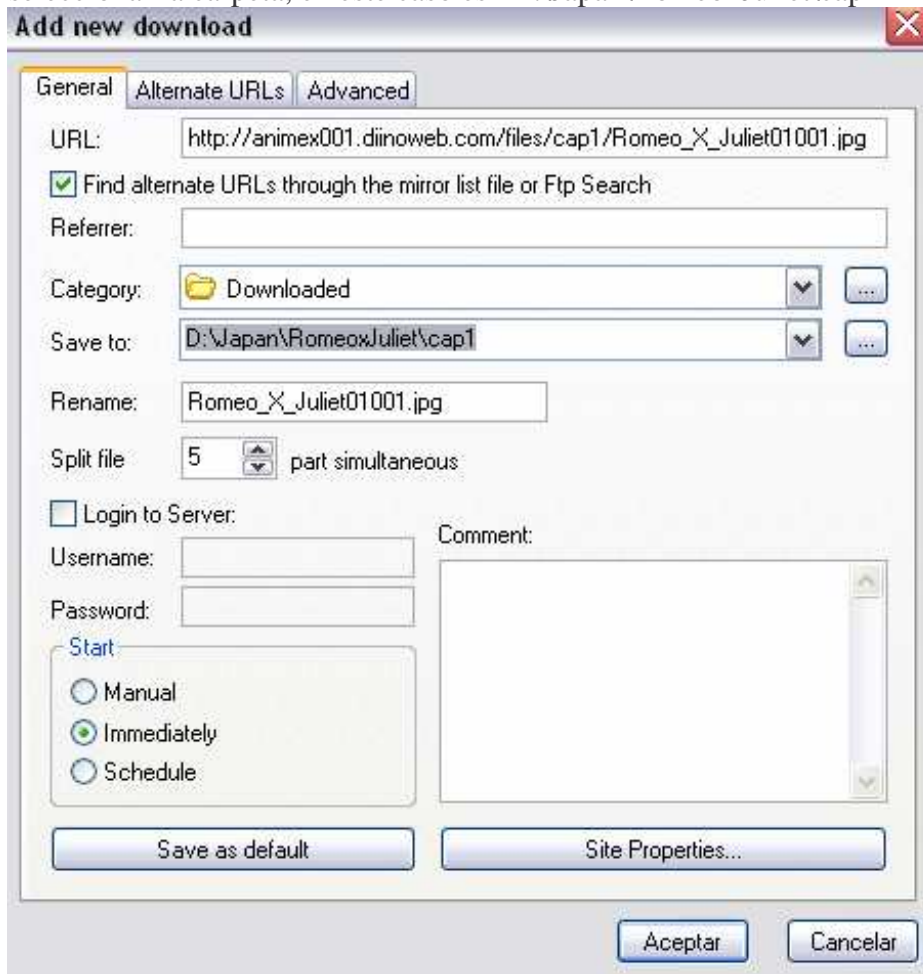 Add new download
General Alternate URLs Advanced
URL: http://animex001.diinoweb.com/files/cap1/Romeo_X_Juliet01001.jpg
Find alternate URLs through the mirror list file or Ftp Search
Referrer:
Category: Downloaded ...
Save to: D:\Japan\RomeoxJuliet\cap1 ...
Rename: Romeo_X_Juliet01001.jpg
Split file 5 part simultaneous
Login to Server:
Username:
Password:
Comment:
Start
Manual
Immediately
Schedule
Save as default Site Properties...
Aceptar Cancelar